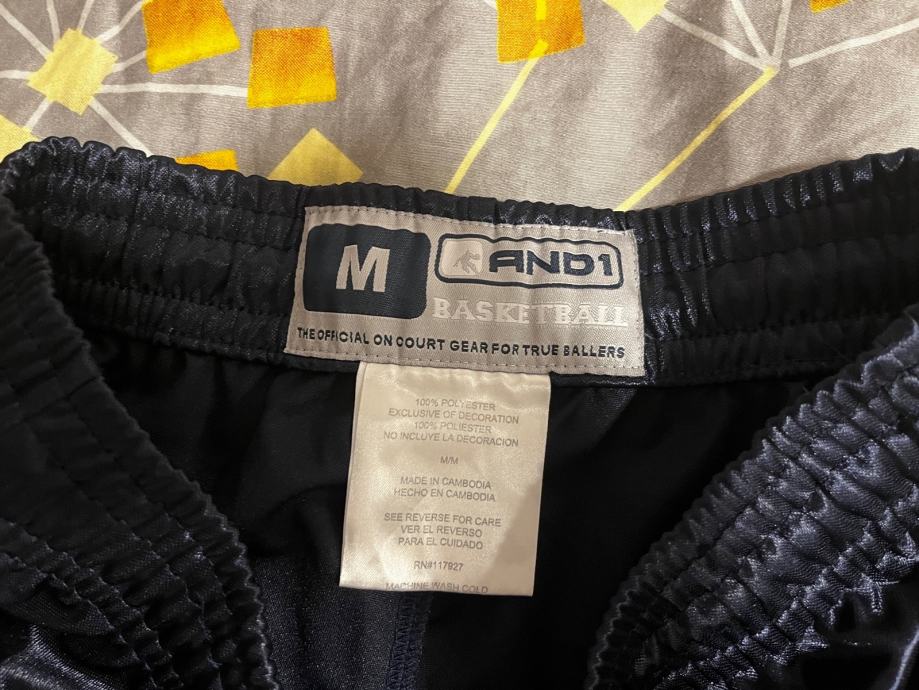 M
AND1
BASKETBALL
THE OFFICIAL ON COURT GEAR FOR TRUE BALLERS
100% POLYESTER
EXCLUSIVE OF DECORATION
100% POLIESTER
NO INCLUYE LA DECORACION
M/M
MADE IN CAMBODIA
HECHO EN CAMBODIA
SEE REVERSE FOR CARE
VER EL REVERSO
PARA EL CUIDADO
RN#117927
MACHINE WASH COLD